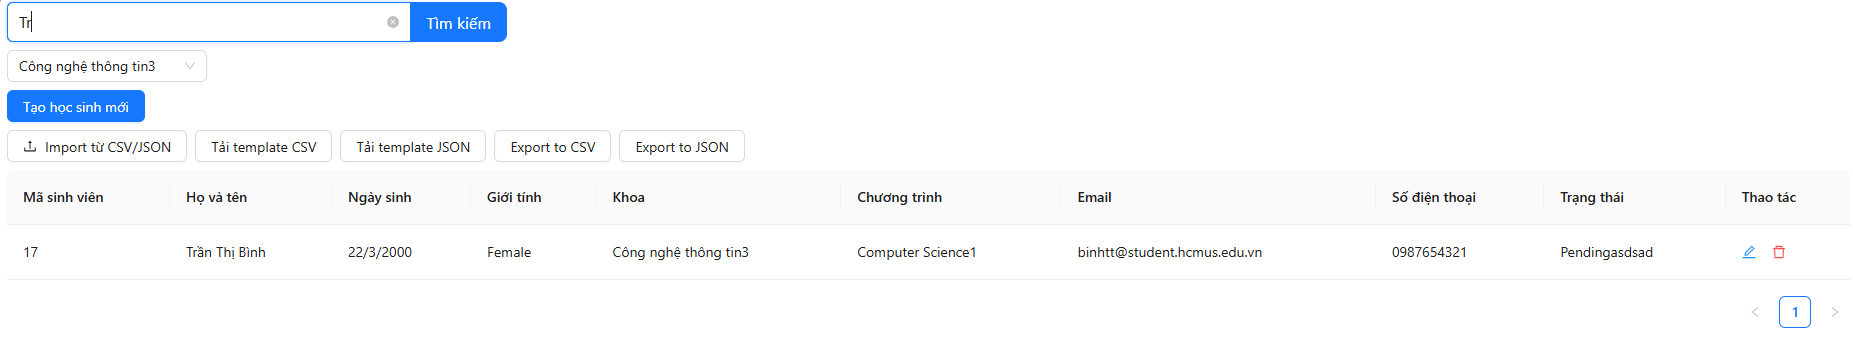 Tr Tìm kiếm
Công nghệ thông tin3
Tạo học sinh mới
Import từ CSV/JSON Tải template CSV Tải template JSON Export to CSV Export to JSON
Mã sinh viên Họ và tên Ngày sinh Giới tính Khoa Chương trình Email Số điện thoại Trạng thái Thao tác
17 Trần Thị Bình 22/3/2000 Female Công nghệ thông tin3 Computer Science1 binhtt@student.hcmus.edu.vn 0987654321 Pendingasdsad
1